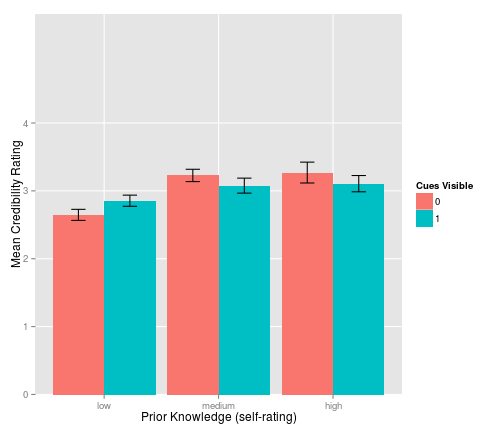 Mean Credibility Rating
4
3
2
1
0
low
medium
high
Prior Knowledge (self-rating)
Cues Visible
0
1